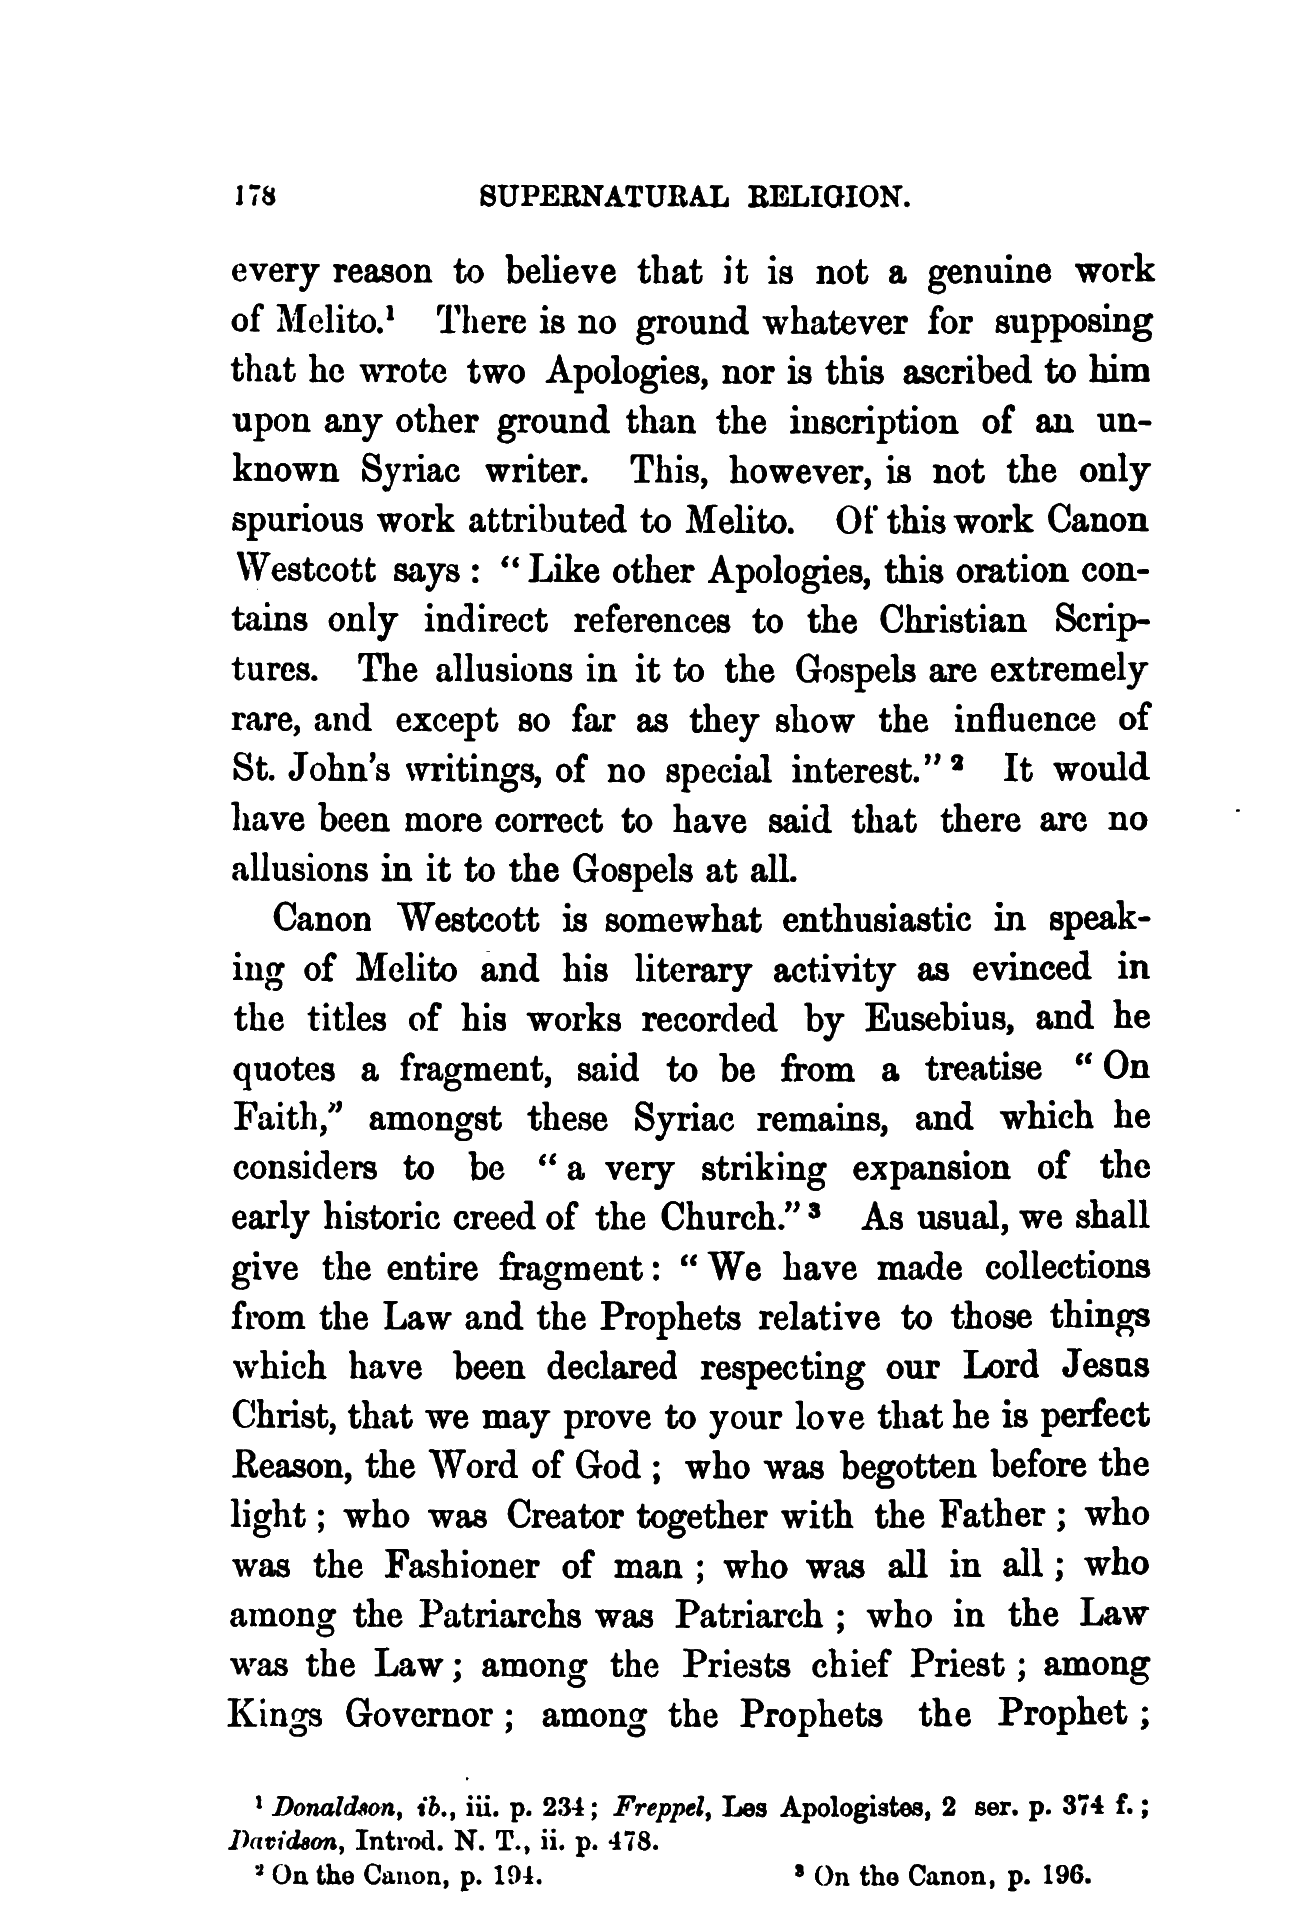 178 SUPERNATURAL RELIGION.
every reason to believe that it is not a genuine work
of Melito.¹ There is no ground whatever for supposing
that he wrote two Apologies, nor is this ascribed to him
upon any other ground than the inscription of an un-
known Syriac writer. This, however, is not the only
spurious work attributed to Melito. Of this work Canon
Westcott says : “ Like other Apologies, this oration con-
tains only indirect references to the Christian Scrip-
tures. The allusions in it to the Gospels are extremely
rare, and except so far as they show the influence of
St. John’s writings, of no special interest.” ² It would
have been more correct to have said that there are no
allusions in it to the Gospels at all.
Canon Westcott is somewhat enthusiastic in speak-
ing of Melito and his literary activity as evinced in
the titles of his works recorded by Eusebius, and he
quotes a fragment, said to be from a treatise “ On
Faith,” amongst these Syriac remains, and which he
considers to be “ a very striking expansion of the
early historic creed of the Church.” ³ As usual, we shall
give the entire fragment : “ We have made collections
from the Law and the Prophets relative to those things
which have been declared respecting our Lord Jesus
Christ, that we may prove to your love that he is perfect
Reason, the Word of God ; who was begotten before the
light ; who was Creator together with the Father ; who
was the Fashioner of man ; who was all in all ; who
among the Patriarchs was Patriarch ; who in the Law
was the Law ; among the Priests chief Priest ; among
Kings Governor ; among the Prophets the Prophet ;
¹ Donaldson, ib., iii. p. 234 ; Freppel, Les Apologistes, 2 ser. p. 374 f. ;
Davidson, Introd. N. T., ii. p. 478.
² On the Canon, p. 194. ³ On the Canon, p. 196.